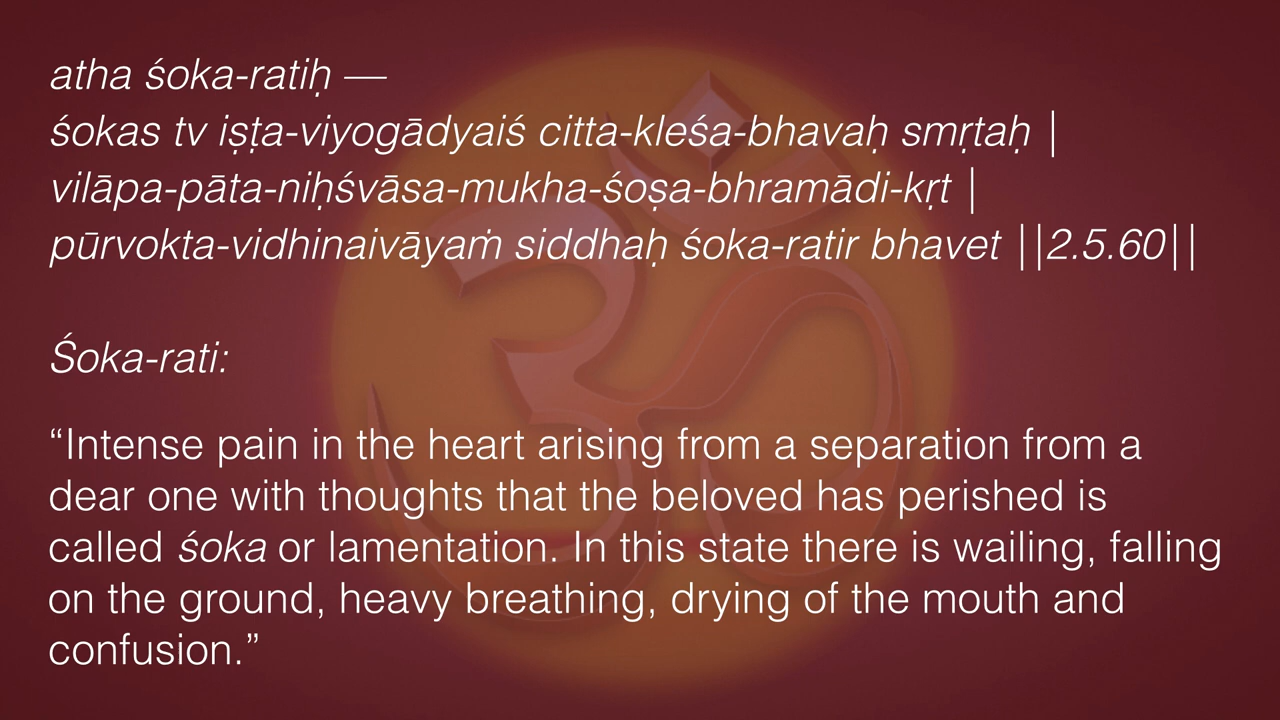 atha śoka-ratiḥ —
śokas tv iṣṭa-viyogādyaiś citta-kleśa-bhavaḥ smṛtaḥ |
vilāpa-pāta-niḥśvāsa-mukha-śoṣa-bhramādi-kṛt |
pūrvokta-vidhinaivāyaṁ siddhaḥ śoka-ratir bhavet ||2.5.60||
Śoka-rati:
“Intense pain in the heart arising from a separation from a
dear one with thoughts that the beloved has perished is
called śoka or lamentation. In this state there is wailing, falling
on the ground, heavy breathing, drying of the mouth and
confusion.”